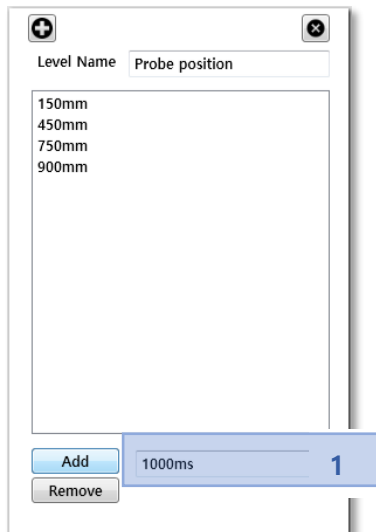 Level Name Probe position
150mm
450mm
750mm
900mm
Add 1000ms 1
Remove